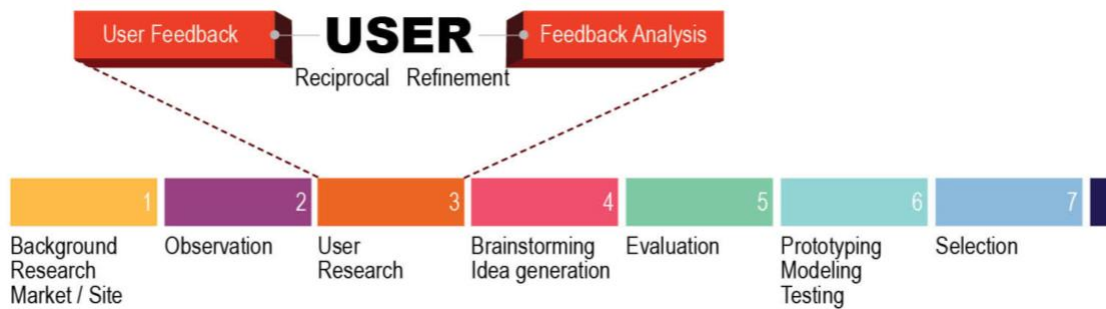 User Feedback
USER
Feedback Analysis
Reciprocal Refinement
1
2
3
4
5
6
7
Background
Research
Market / Site
Observation
User
Research
Brainstorming
Idea generation
Evaluation
Prototyping
Modeling
Testing
Selection